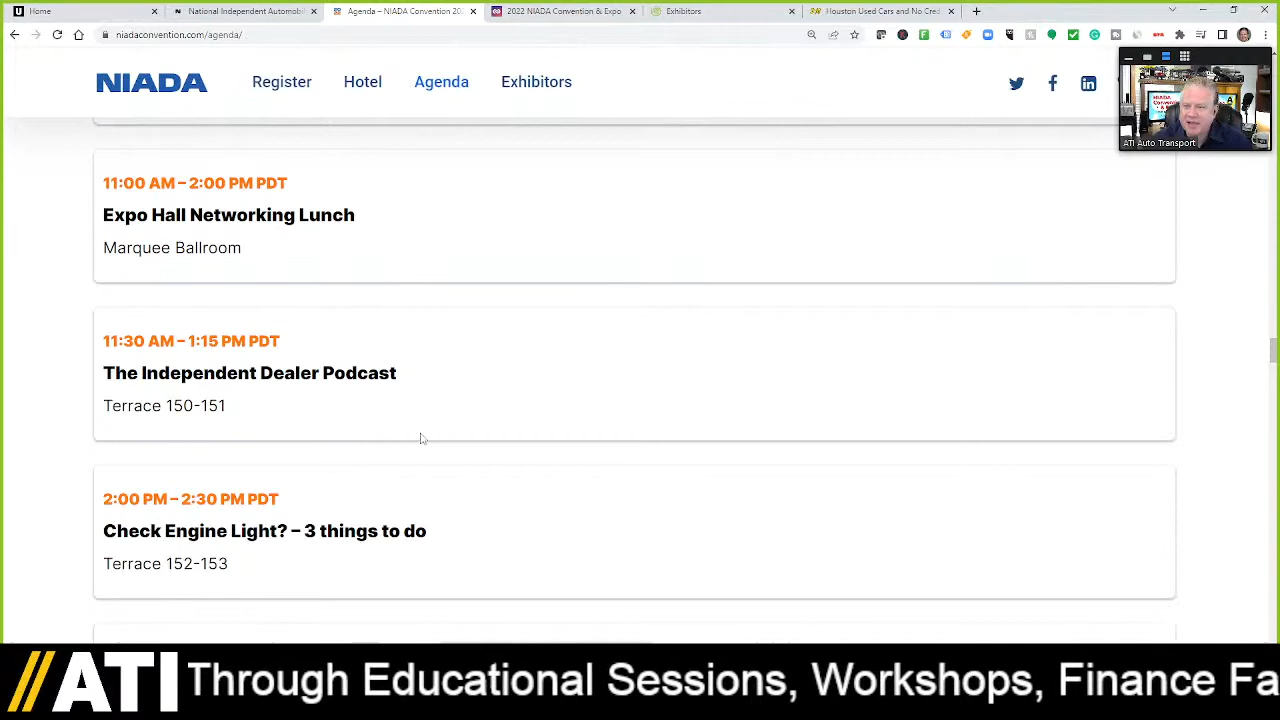 Home
National Independent Automobil
Agenda – NIADA Convention 20
2022 NIADA Convention & Expo
Exhibitors
Houston Used Cars and No Cred
niadaconvention.com/agenda/
NIADA
Register
Hotel
Agenda
Exhibitors
ATI Auto Transport
11:00 AM – 2:00 PM PDT
Expo Hall Networking Lunch
Marquee Ballroom
11:30 AM – 1:15 PM PDT
The Independent Dealer Podcast
Terrace 150-151
2:00 PM – 2:30 PM PDT
Check Engine Light? – 3 things to do
Terrace 152-153
//ATI Through Educational Sessions, Workshops, Finance Fa